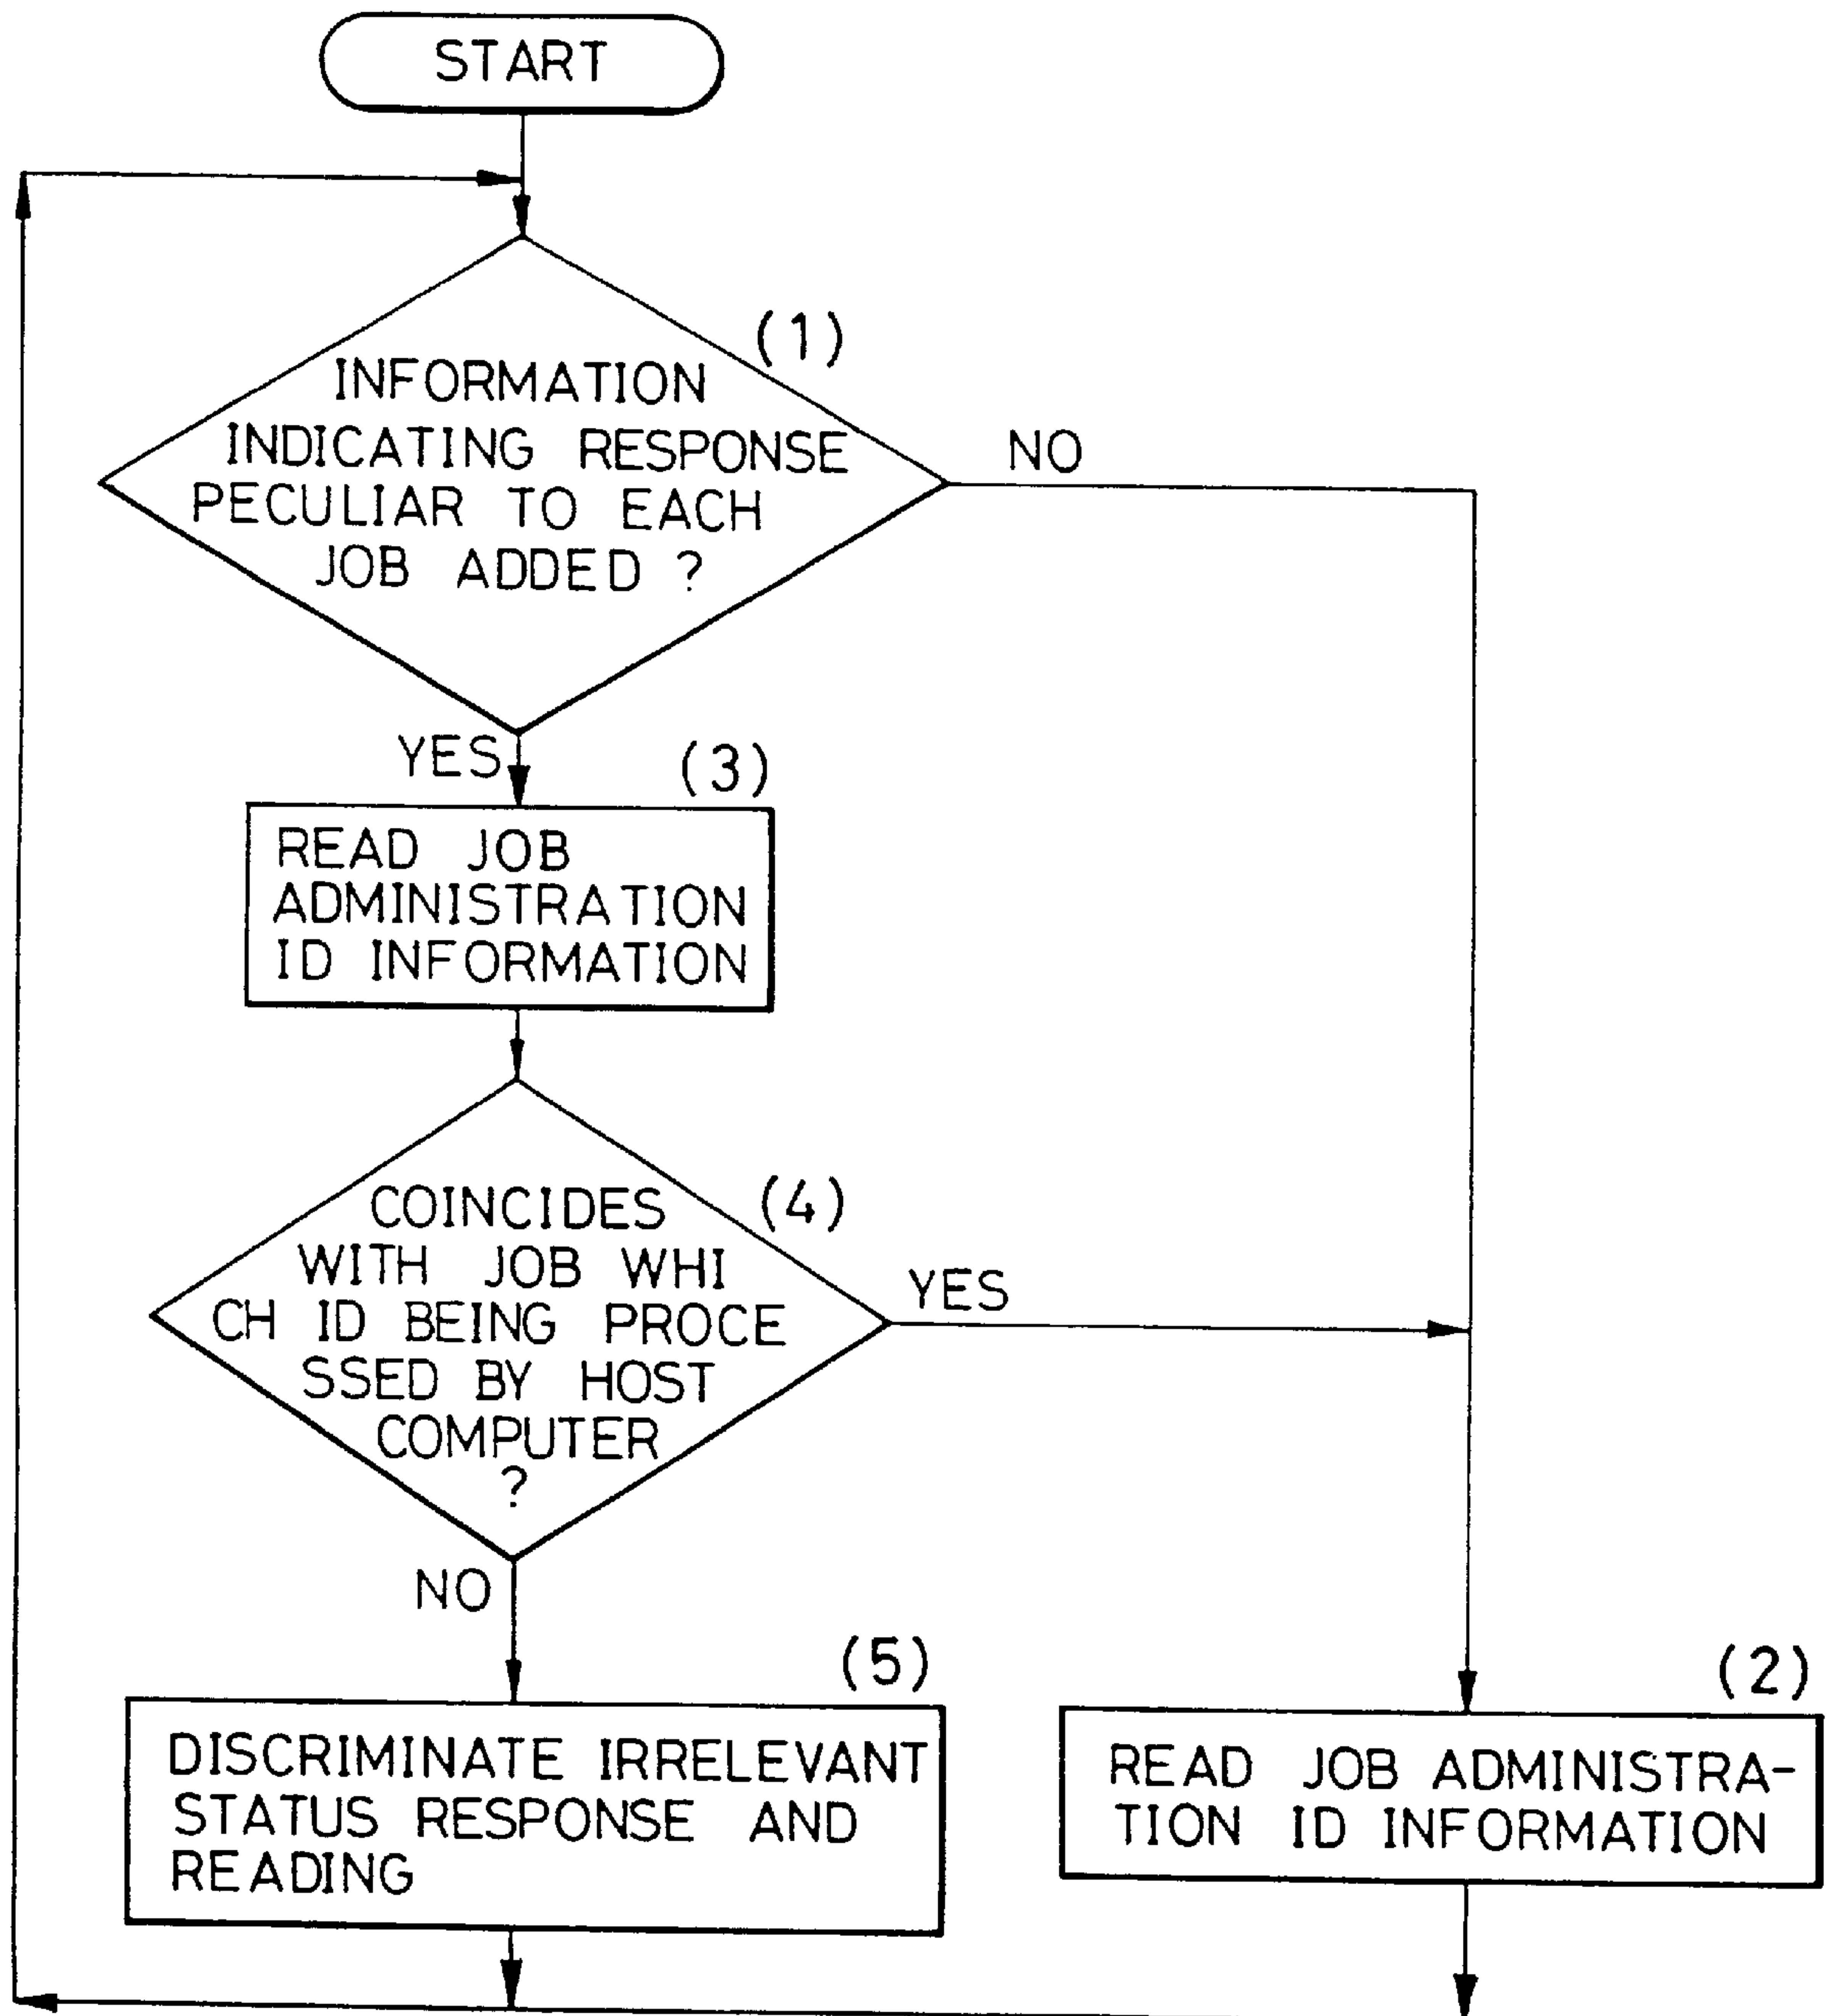 START
(1)
INFORMATION
INDICATING RESPONSE
PECULIAR TO EACH
JOB ADDED ?
NO
YES
(3)
READ JOB
ADMINISTRATION
ID INFORMATION
(4)
COINCIDES
WITH JOB WHI
CH ID BEING PROCE
SSED BY HOST
COMPUTER
?
YES
NO
(5)
DISCRIMINATE IRRELEVANT
STATUS RESPONSE AND
READING
(2)
READ JOB ADMINISTRA-
TION ID INFORMATION